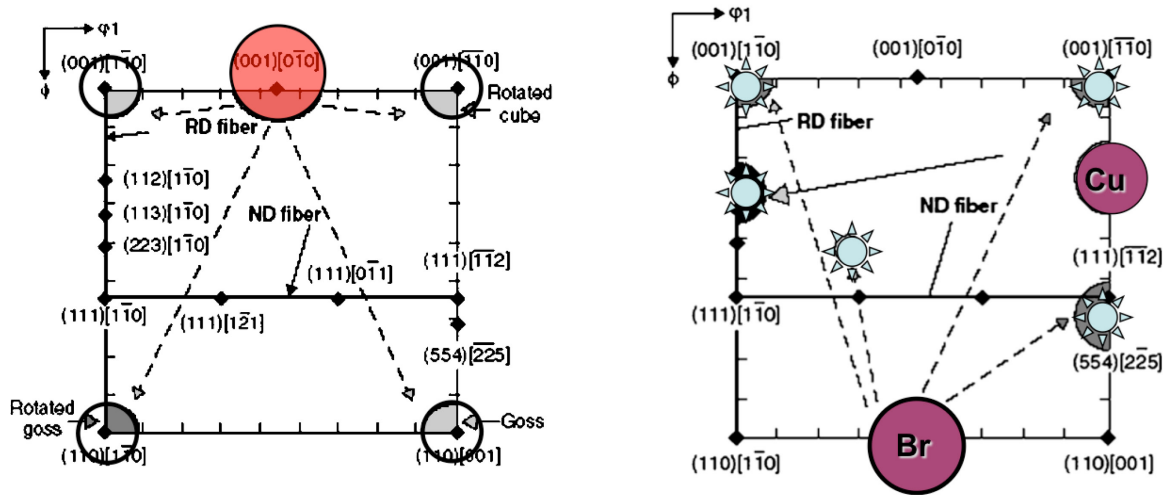 φ1
ϕ
(001)[11̅0]
(001)[01̅0]
(001)[1̅1̅0]
Rotated
cube
RD fiber
(112)[11̅0]
(113)[11̅0]
(223)[11̅0]
ND fiber
(111)[01̅1]
(111)[1̅1̅2]
(111)[11̅0]
(111)[12̅1]
(554)[2̅2̅5]
Rotated
goss
Goss
(110)[11̅0]
(110)[001]
φ1
ϕ
(001)[11̅0]
(001)[01̅0]
(001)[1̅1̅0]
RD fiber
Cu
ND fiber
(111)[1̅1̅2]
(111)[11̅0]
(554)[22̅5]
Br
(110)[11̅0]
(110)[001]